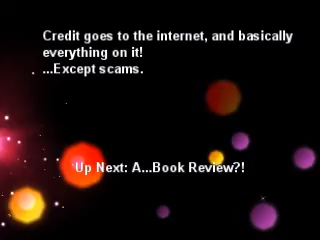 Credit goes to the internet, and basically
everything on it!
...Except scams.
Up Next: A...Book Review?!